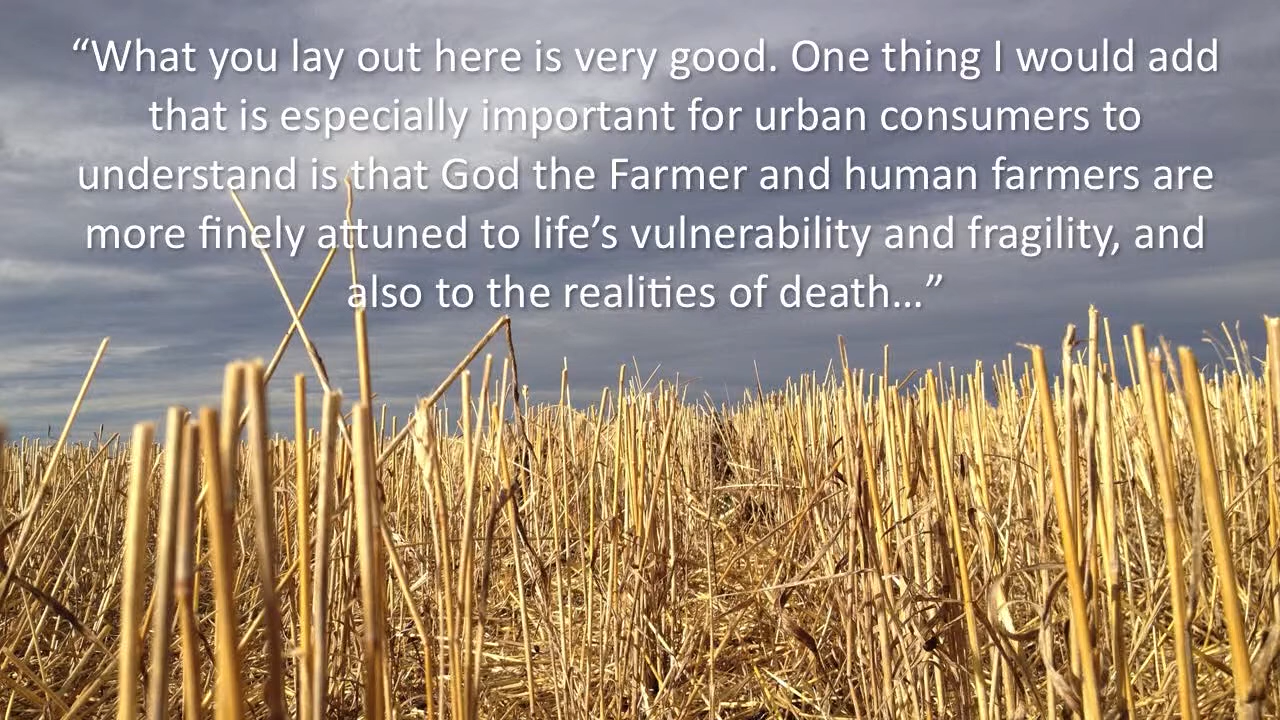 “What you lay out here is very good. One thing I would add
that is especially important for urban consumers to
understand is that God the Farmer and human farmers are
more finely attuned to life’s vulnerability and fragility, and
also to the realities of death…”